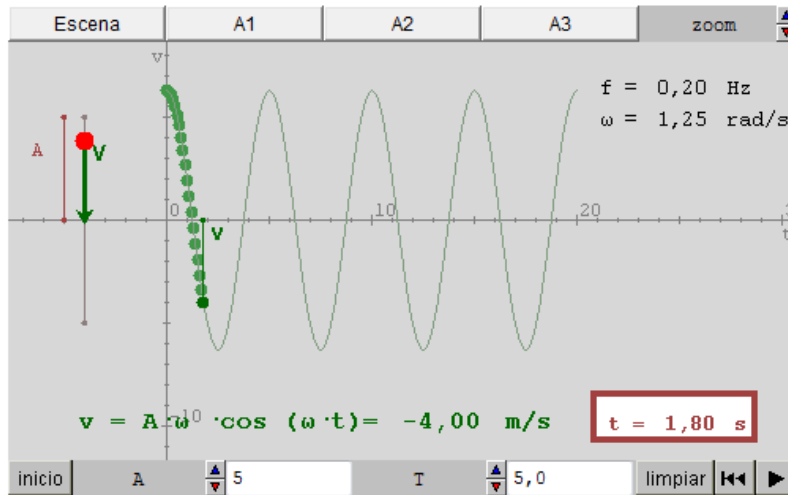 Escena A1 A2 A3 zoom
v
f = 0,20 Hz
ω = 1,25 rad/s
A V
0 10 20
t
v
-10
v = A·ω·cos (ω·t)= -4,00 m/s
t = 1,80 s
inicio A 5 T 5,0 limpiar